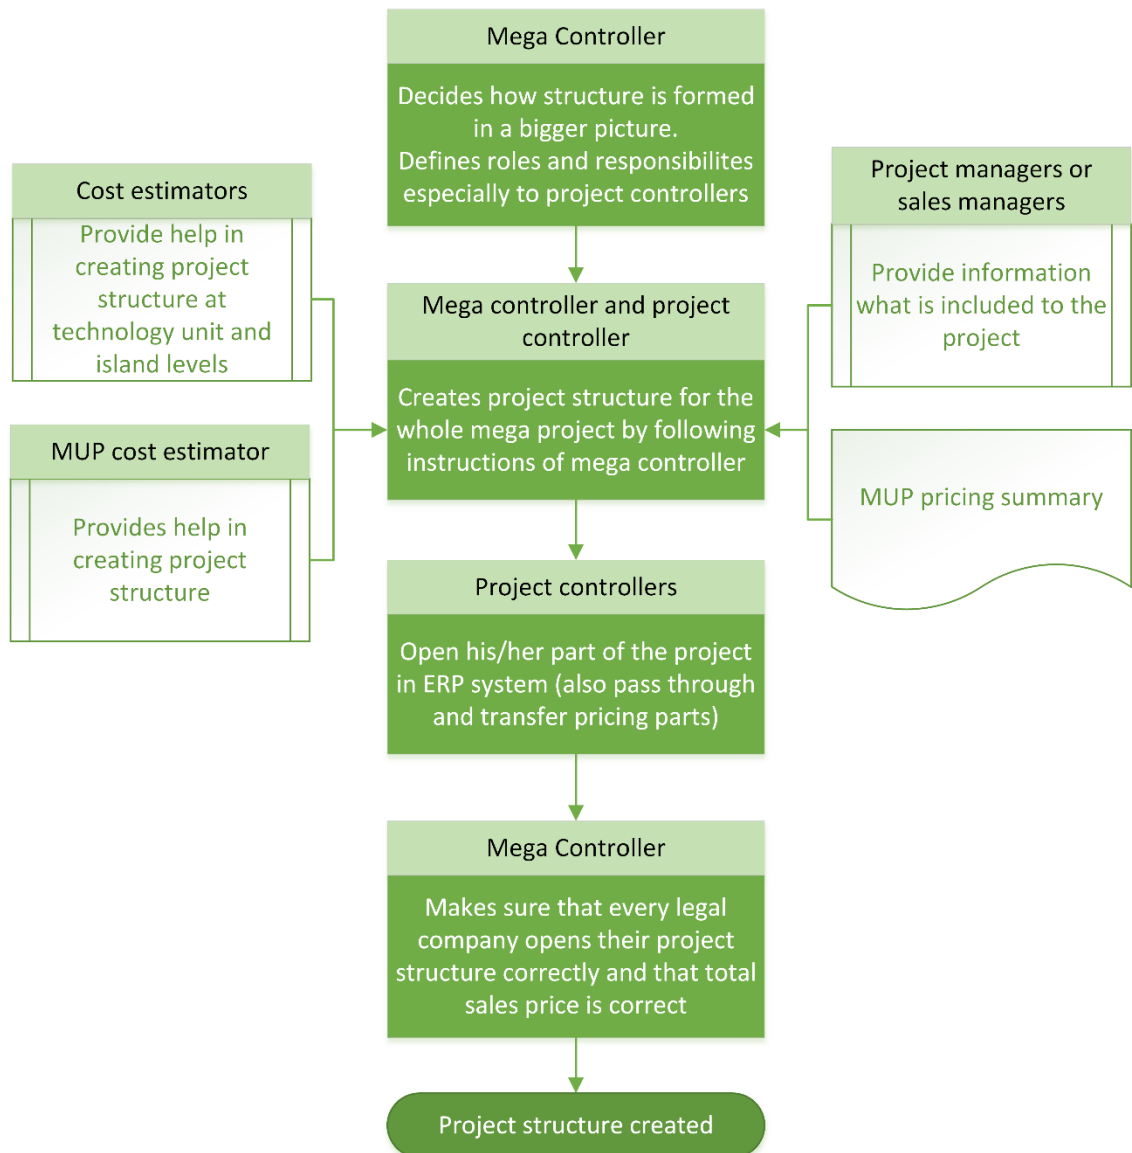 Mega Controller
Decides how structure is formed
in a bigger picture.
Defines roles and responsibilites
especially to project controllers
Cost estimators
Provide help in
creating project
structure at
technology unit and
island levels
Project managers or
sales managers
Provide information
what is included to the
project
Mega controller and project
controller
Creates project structure for the
whole mega project by following
instructions of mega controller
MUP cost estimator
Provides help in
creating project
structure
MUP pricing summary
Project controllers
Open his/her part of the project
in ERP system (also pass through
and transfer pricing parts)
Mega Controller
Makes sure that every legal
company opens their project
structure correctly and that total
sales price is correct
Project structure created